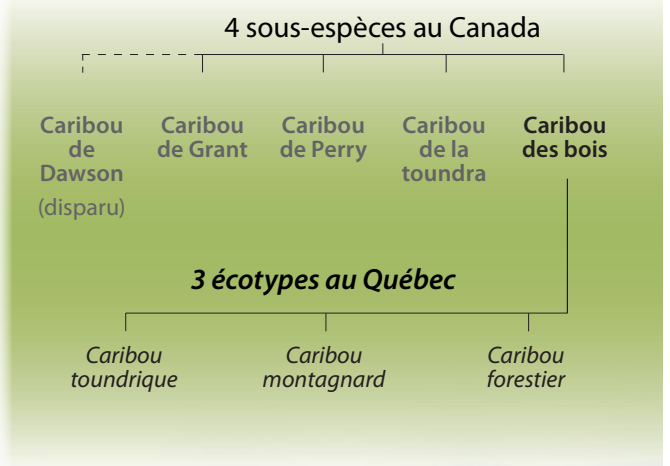 4 sous-espèces au Canada
Caribou de Dawson (disparu)
Caribou de Grant
Caribou de Perry
Caribou de la toundra
Caribou des bois
3 écotypes au Québec
Caribou toundrique
Caribou montagnard
Caribou forestier